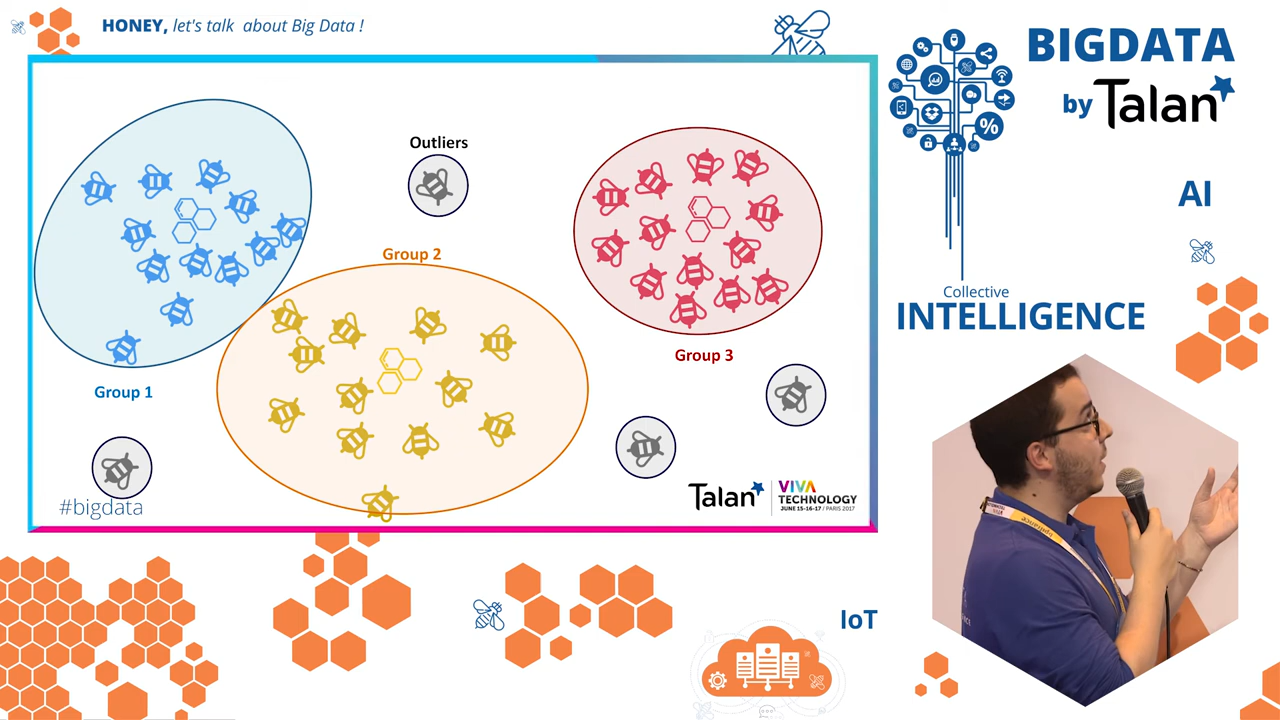 HONEY, let's talk about Big Data !
BIGDATA
by Talan
AI
Collective
INTELLIGENCE
Outliers
Group 2
Group 3
Group 1
#bigdata
Talan
VIVA
TECHNOLOGY
JUNE 15-16-17 / PARIS 2017
IoT
%